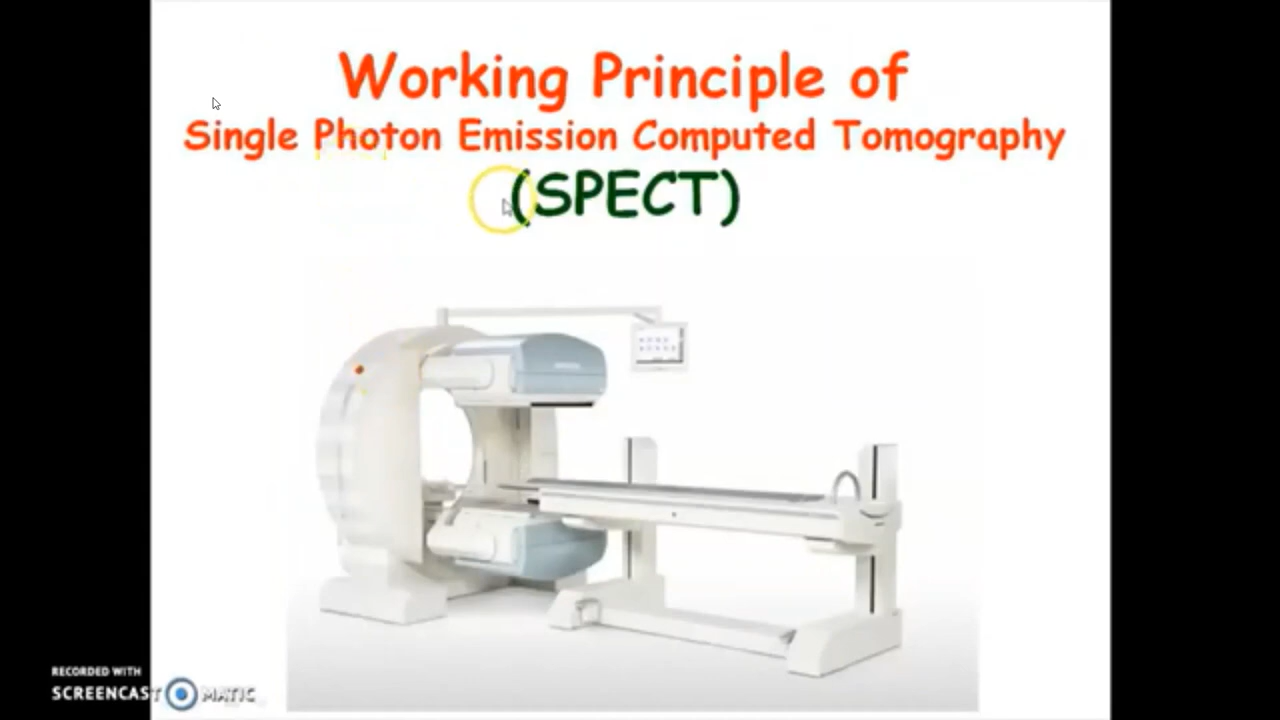 Working Principle of
Single Photon Emission Computed Tomography
(SPECT)
RECORDED WITH
SCREENCAST MATIC